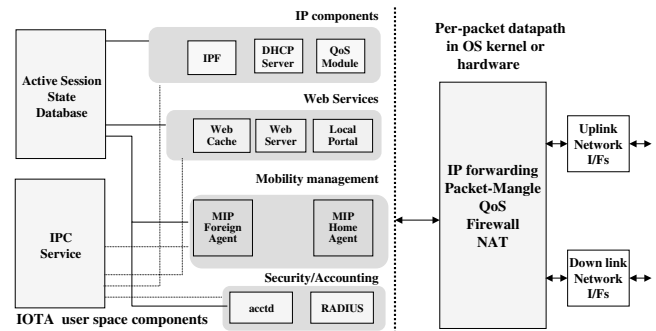 IP components
IPF
DHCP
Server
QoS
Module
Active Session
State
Database
Web Services
Web
Cache
Web
Server
Local
Portal
Mobility management
MIP
Foreign
Agent
MIP
Home
Agent
IPC
Service
Security/Accounting
acctd
RADIUS
IOTA user space components
Per-packet datapath
in OS kernel or
hardware
IP forwarding
Packet-Mangle
QoS
Firewall
NAT
Uplink
Network
I/Fs
Down link
Network
I/Fs